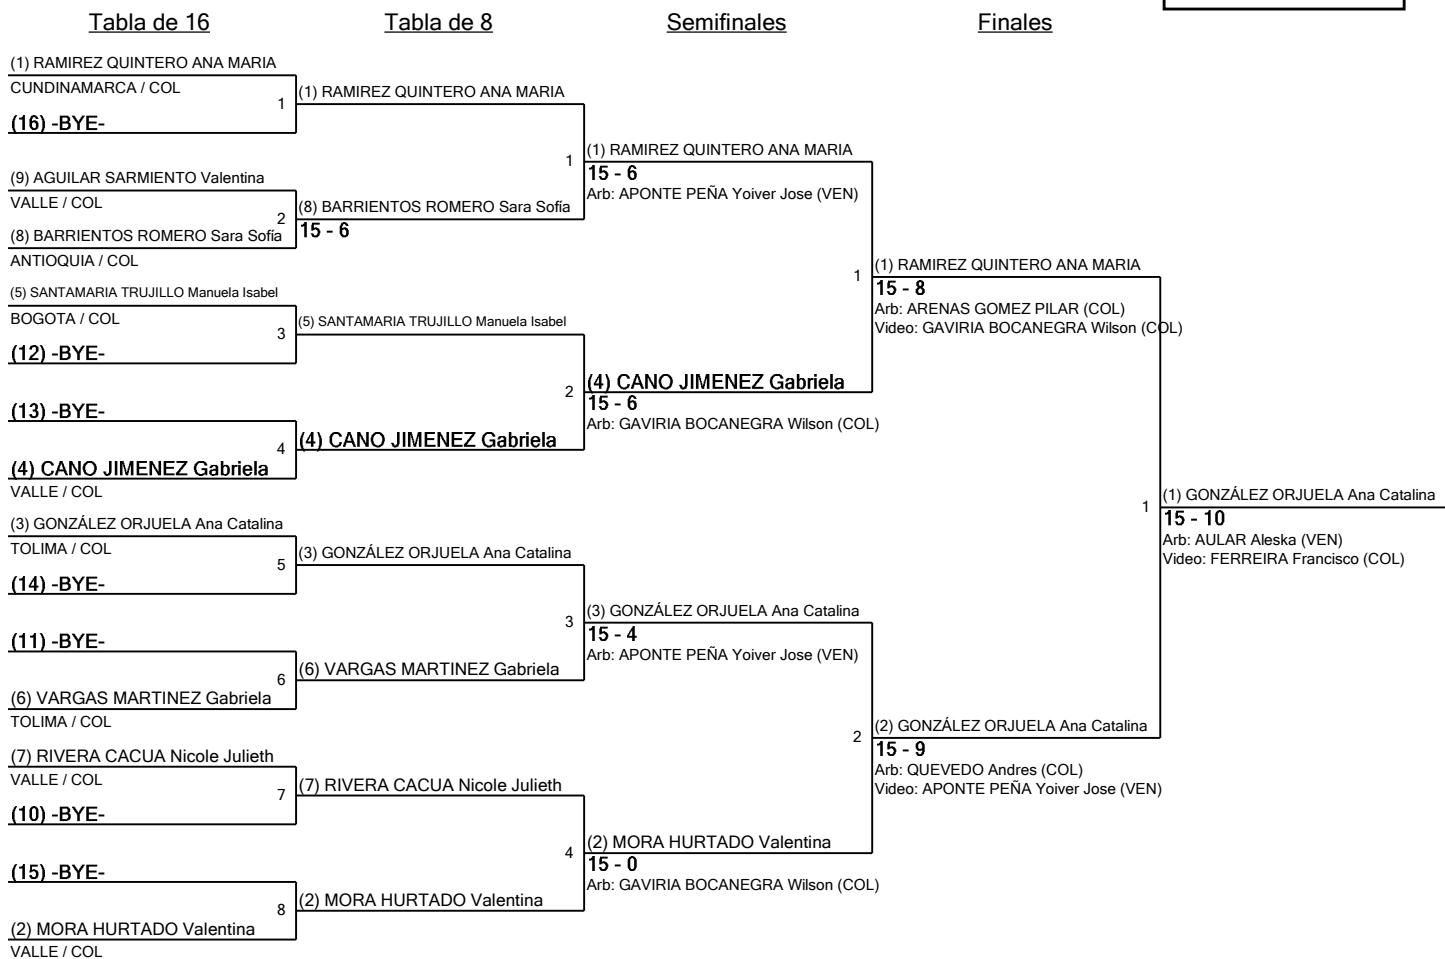 Tabla de 16
Tabla de 8
Semifinales
Finales
(1) RAMIREZ QUINTERO ANA MARIA
CUNDINAMARCA / COL
1
(16) -BYE-
(9) AGUILAR SARMIENTO Valentina
VALLE / COL
2
(8) BARRIENTOS ROMERO Sara Sofía
ANTIOQUIA / COL
(5) SANTAMARIA TRUJILLO Manuela Isabel
BOGOTA / COL
3
(12) -BYE-
(13) -BYE-
4
(4) CANO JIMENEZ Gabriela
VALLE / COL
(3) GONZÁLEZ ORJUELA Ana Catalina
TOLIMA / COL
5
(14) -BYE-
(11) -BYE-
6
(6) VARGAS MARTINEZ Gabriela
TOLIMA / COL
(7) RIVERA CACUA Nicole Julieth
VALLE / COL
7
(10) -BYE-
(15) -BYE-
8
(2) MORA HURTADO Valentina
VALLE / COL
(1) RAMIREZ QUINTERO ANA MARIA
1
(8) BARRIENTOS ROMERO Sara Sofía
15 - 6
(5) SANTAMARIA TRUJILLO Manuela Isabel
2
(4) CANO JIMENEZ Gabriela
(3) GONZÁLEZ ORJUELA Ana Catalina
3
(6) VARGAS MARTINEZ Gabriela
(7) RIVERA CACUA Nicole Julieth
4
(2) MORA HURTADO Valentina
(1) RAMIREZ QUINTERO ANA MARIA
15 - 6
Arb: APONTE PEÑA Yoiver Jose (VEN)
1
(4) CANO JIMENEZ Gabriela
15 - 6
Arb: GAVIRIA BOCANEGRA Wilson (COL)
(3) GONZÁLEZ ORJUELA Ana Catalina
15 - 4
Arb: APONTE PEÑA Yoiver Jose (VEN)
2
(2) MORA HURTADO Valentina
15 - 0
Arb: GAVIRIA BOCANEGRA Wilson (COL)
(1) RAMIREZ QUINTERO ANA MARIA
15 - 8
Arb: ARENAS GOMEZ PILAR (COL)
Video: GAVIRIA BOCANEGRA Wilson (COL)
1
(2) GONZÁLEZ ORJUELA Ana Catalina
15 - 9
Arb: QUEVEDO Andres (COL)
Video: APONTE PEÑA Yoiver Jose (VEN)
(1) GONZÁLEZ ORJUELA Ana Catalina
15 - 10
Arb: AULAR Aleska (VEN)
Video: FERREIRA Francisco (COL)